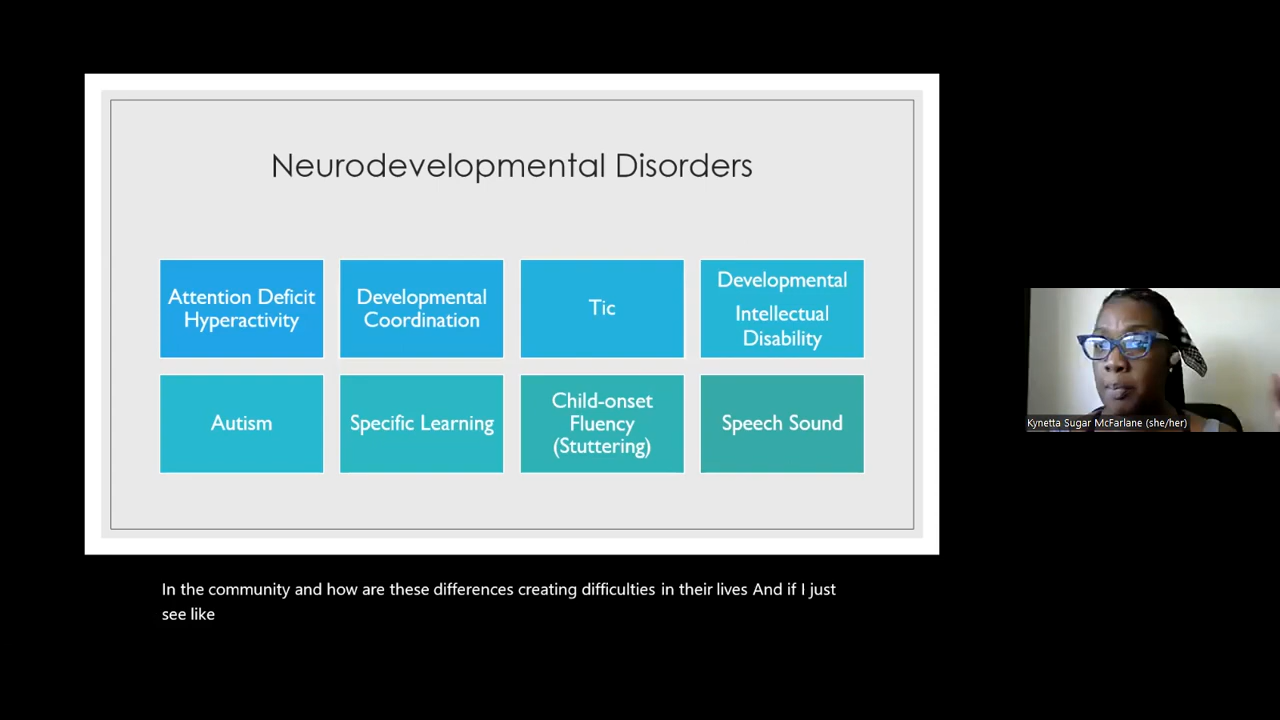 Neurodevelopmental Disorders
Attention Deficit
Hyperactivity
Developmental
Coordination
Tic
Developmental
Intellectual
Disability
Autism
Specific Learning
Child-onset
Fluency
(Stuttering)
Speech Sound
Kynetta Sugar McFarlane (she/her)
In the community and how are these differences creating difficulties in their lives And if I just
see like